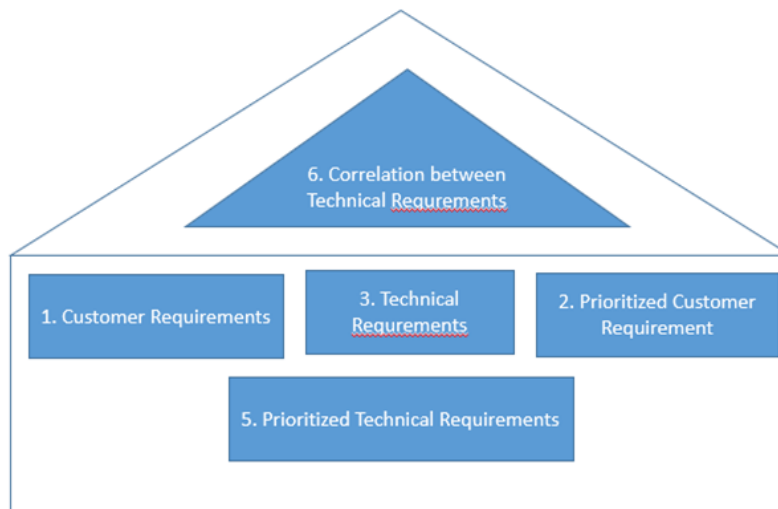 6. Correlation between
Technical Requrements
1. Customer Requirements
3. Technical
Requrements
2. Prioritized Customer
Requirement
5. Prioritized Technical Requirements